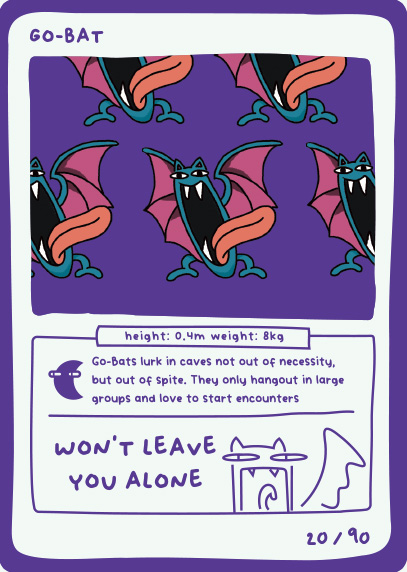 GO-BAT
height: 0.4m weight: 8kg
Go-Bats lurk in caves not out of necessity,
but out of spite. They only hangout in large
groups and love to start encounters
WON'T LEAVE
YOU ALONE
20/90